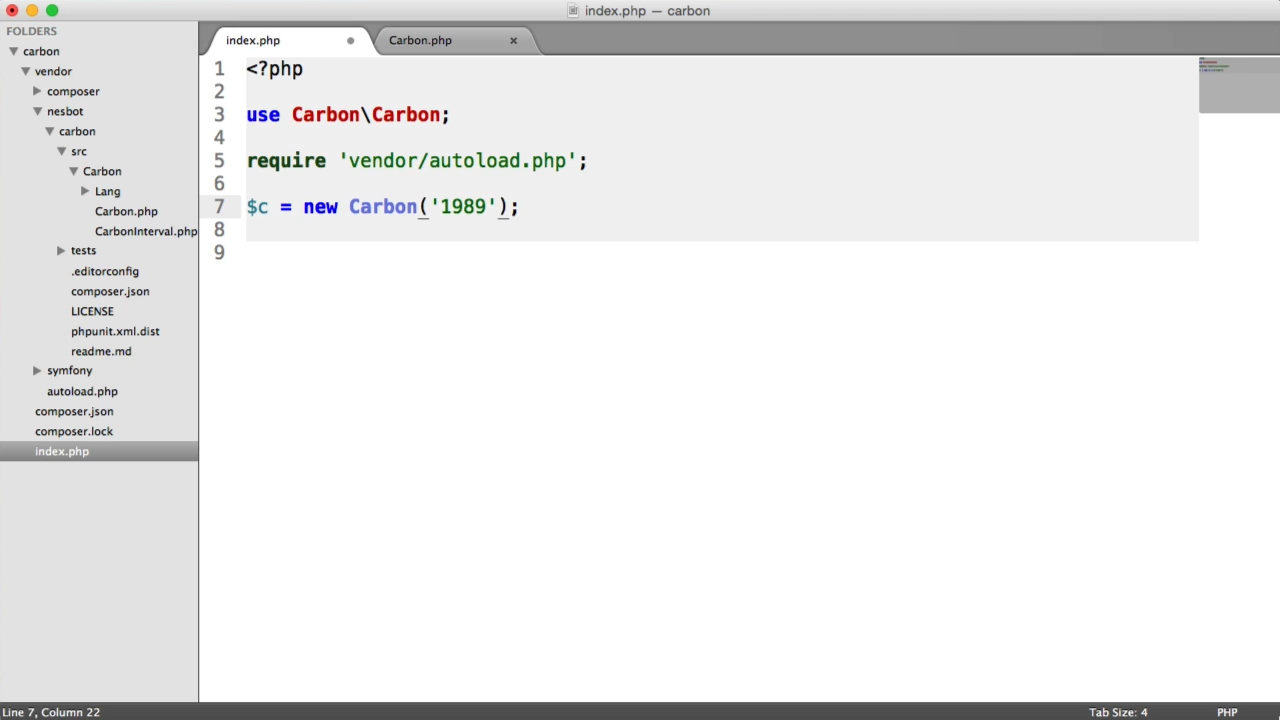 index.php — carbon
FOLDERS
carbon
vendor
composer
nesbot
carbon
src
Carbon
Lang
Carbon.php
CarbonInterval.php
tests
.editorconfig
composer.json
LICENSE
phpunit.xml.dist
readme.md
symfony
autoload.php
composer.json
composer.lock
index.php
index.php
Carbon.php
1 <?php
2
3 use Carbon\Carbon;
4
5 require 'vendor/autoload.php';
6
7 $c = new Carbon('1989');
8
9
Line 7, Column 22
Tab Size: 4
PHP